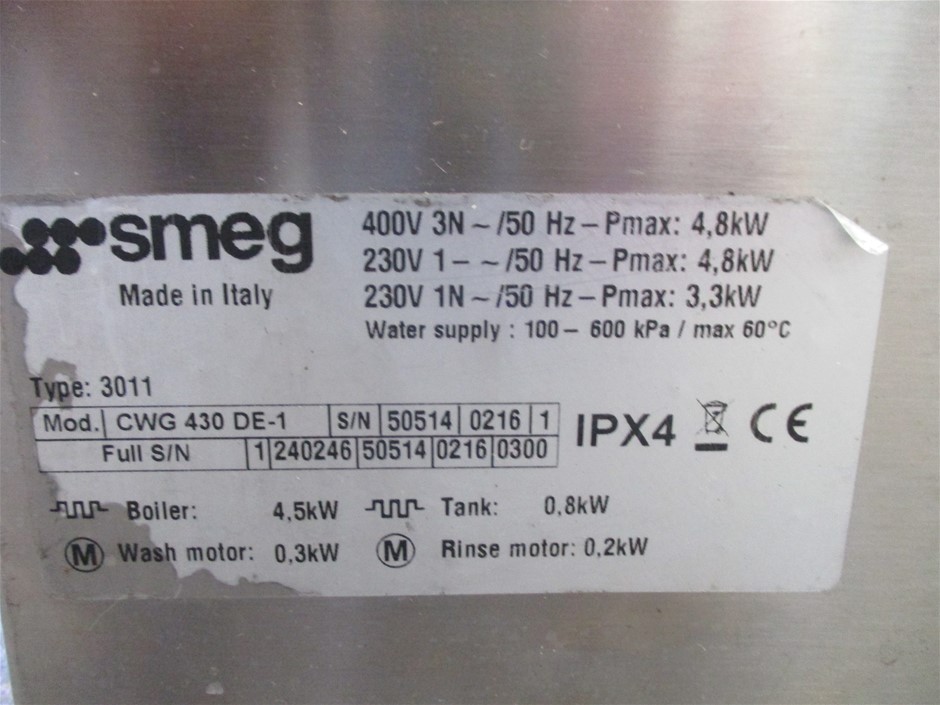 smeg
Made in Italy
400V 3N ~ /50 Hz – Pmax: 4,8kW
230V 1– ~ /50 Hz – Pmax: 4,8kW
230V 1N ~ /50 Hz – Pmax: 3,3kW
Water supply : 100 – 600 kPa / max 60°C
Type: 3011
Mod. CWG 430 DE-1 S/N 50514 0216 1
Full S/N 1 240246 50514 0216 0300
IPX4 CE
Boiler: 4,5kW Tank: 0,8kW
M Wash motor: 0,3kW M Rinse motor: 0,2kW